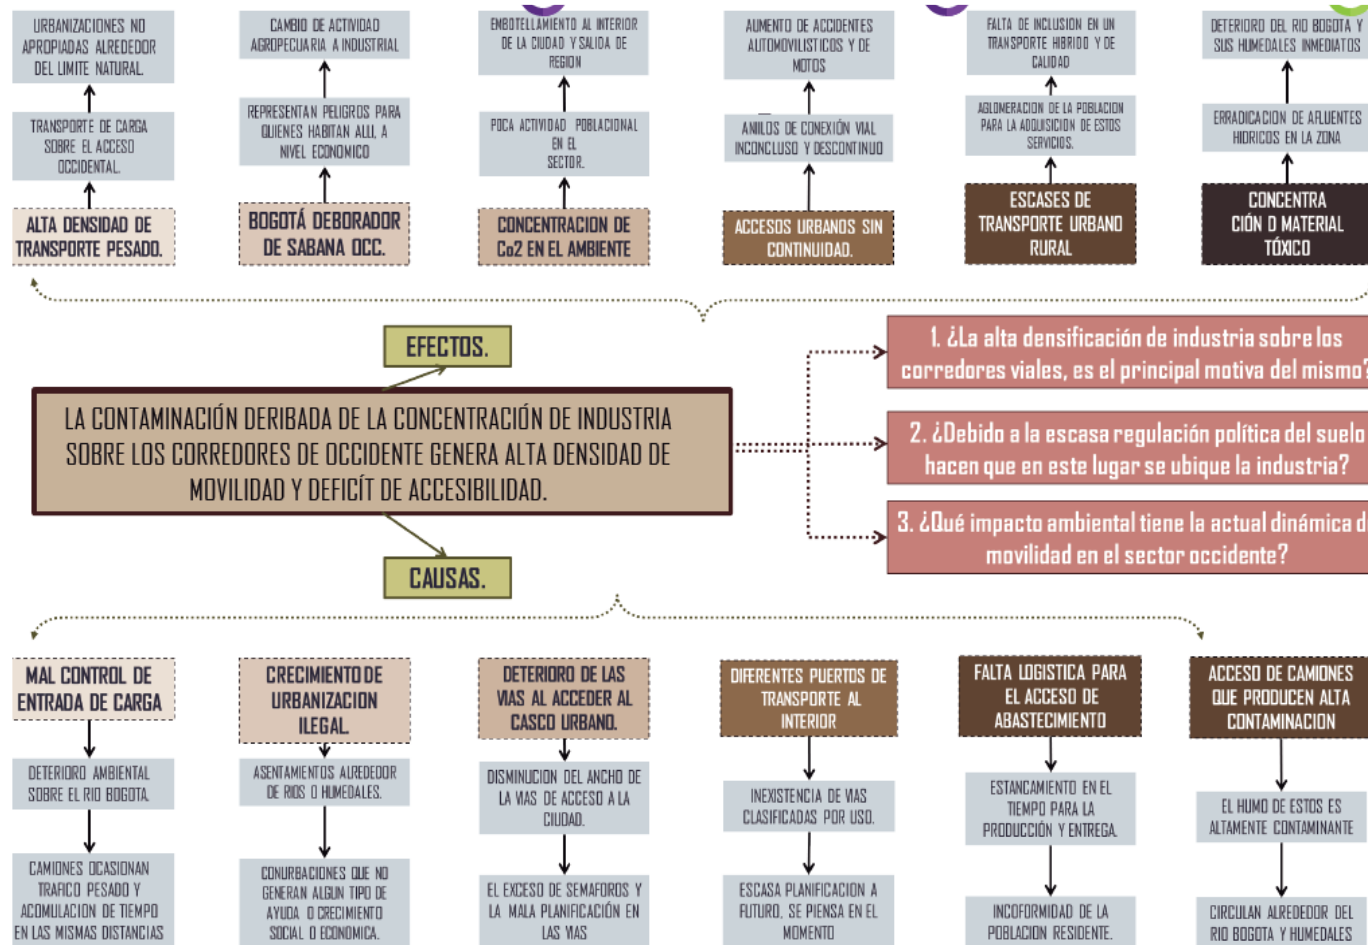 URBANIZACIONES NO
APROPIADAS ALREDEDOR
DEL LIMITE NATURAL.
CAMBIO DE ACTIVIDAD
AGROPECUARIA A INDUSTRIAL
EMBOTELLAMIENTO AL INTERIOR
DE LA CIUDAD Y SALIDA DE
REGION
AUMENTO DE ACCIDENTES
AUTOMOVILISTICOS Y DE
MOTOS
FALTA DE INCLUSION EN UN
TRANSPORTE HIBRIDO Y DE
CALIDAD
DETERIORO DEL RIO BOGOTA Y
SUS HUMEDALES INMEDIATOS
TRANSPORTE DE CARGA
SOBRE EL ACCESO
OCCIDENTAL.
REPRESENTAN PELIGROS PARA
QUIENES HABITAN ALLI, A
NIVEL ECONOMICO
POCA ACTIVIDAD POBLACIONAL
EN EL
SECTOR.
ANILLOS DE CONEXIÓN VIAL
INCONCLUSO Y DESCONTINUO
AGLOMERACION DE LA POBLACION
PARA LA ADQUISICION DE ESTOS
SERVICIOS.
ERRADICACION DE AFLUENTES
HIDRICOS EN LA ZONA
ALTA DENSIDAD DE
TRANSPORTE PESADO.
BOGOTÁ DEBORADOR
DE SABANA OCC.
CONCENTRACION DE
Co2 EN EL AMBIENTE
ACCESOS URBANOS SIN
CONTINUIDAD.
ESCASES DE
TRANSPORTE URBANO
RURAL
CONCENTRA
CIÓN D MATERIAL
TÓXICO
EFECTOS.
LA CONTAMINACIÓN DERIBADA DE LA CONCENTRACIÓN DE INDUSTRIA
SOBRE LOS CORREDORES DE OCCIDENTE GENERA ALTA DENSIDAD DE
MOVILIDAD Y DEFICÍT DE ACCESIBILIDAD.
CAUSAS.
1. ¿La alta densificación de industria sobre los
corredores viales, es el principal motiva del mismo?
2. ¿Debido a la escasa regulación política del suelo
hacen que en este lugar se ubique la industria?
3. ¿Qué impacto ambiental tiene la actual dinámica d
movilidad en el sector occidente?
MAL CONTROL DE
ENTRADA DE CARGA
CRECIMIENTO DE
URBANIZACION
ILEGAL.
DETERIORO DE LAS
VIAS AL ACCEDER AL
CASCO URBANO.
DIFERENTES PUERTOS DE
TRANSPORTE AL
INTERIOR
FALTA LOGISTICA PARA
EL ACCESO DE
ABASTECIMIENTO
ACCESO DE CAMIONES
QUE PRODUCEN ALTA
CONTAMINACION
DETERIORO AMBIENTAL
SOBRE EL RIO BOGOTA.
ASENTAMIENTOS ALREDEDOR
DE RIOS O HUMEDALES.
DISMINUCION DEL ANCHO DE
LA VIAS DE ACCESO A LA
CIUDAD.
INEXISTENCIA DE VIAS
CLASIFICADAS POR USO.
ESTANCAMIENTO EN EL
TIEMPO PARA LA
PRODUCCIÓN Y ENTREGA.
EL HUMO DE ESTOS ES
ALTAMENTE CONTAMINANTE
CAMIONES OCASIONAN
TRAFICO PESADO Y
ACOMULACION DE TIEMPO
EN LAS MISMAS DISTANCIAS
CONURBACIONES QUE NO
GENERAN ALGUN TIPO DE
AYUDA O CRECIMIENTO
SOCIAL O ECONOMICA.
EL EXCESO DE SEMAFOROS Y
LA MALA PLANIFICACIÓN EN
LAS VIAS
ESCASA PLANIFICACION A
FUTURO, SE PIENSA EN EL
MOMENTO
INCOFORMIDAD DE LA
POBLACION RESIDENTE.
CIRCULAN ALREDEDOR DEL
RIO BOGOTA Y HUMEDALES